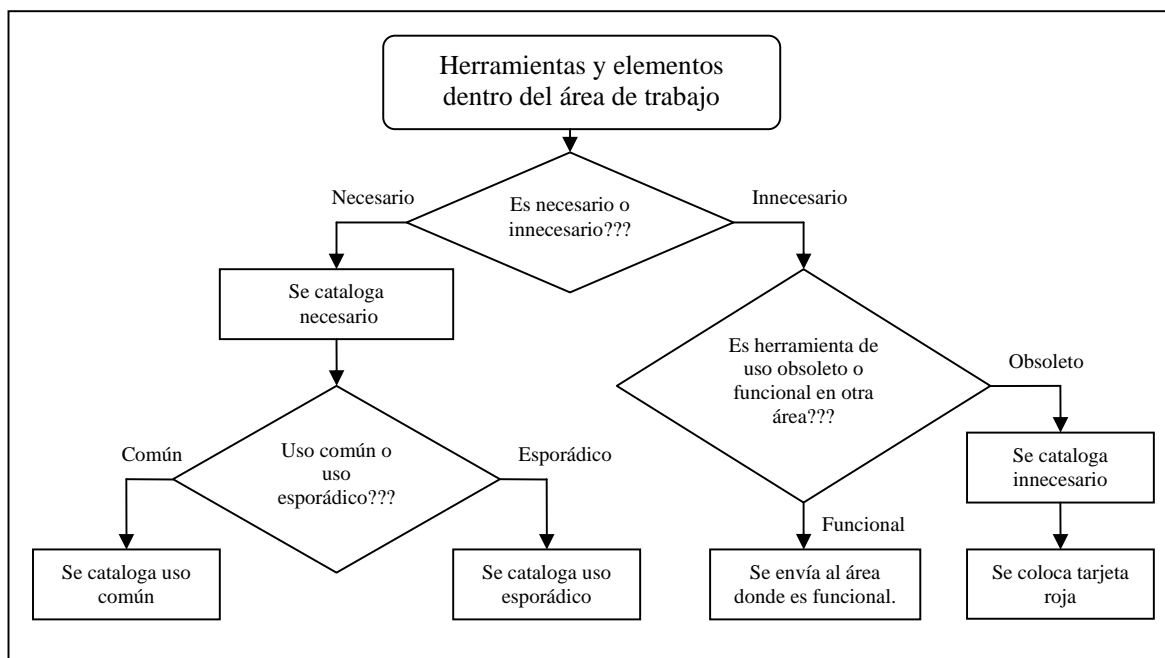 Herramientas y elementos
dentro del área de trabajo
Necesario
Innecesario
Es necesario o
innecesario???
Se cataloga
necesario
Es herramienta de
uso obsoleto o
funcional en otra
área???
Obsoleto
Común
Uso común o
uso
esporádico???
Esporádico
Se cataloga
innecesario
Funcional
Se cataloga uso
común
Se cataloga uso
esporádico
Se envía al área
donde es funcional.
Se coloca tarjeta
roja